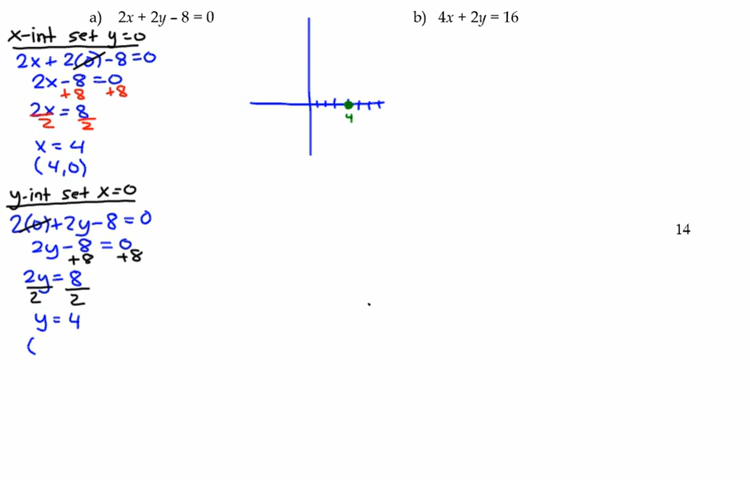 a) 2x + 2y – 8 = 0
b) 4x + 2y = 16
x-int set y=0
2x + 2(0) - 8 = 0
2x - 8 = 0
+8 +8
2x = 8
2 2
x = 4
(4,0)
4
y-int set x=0
2(0) + 2y - 8 = 0
2y - 8 = 0
+8 +8
2y = 8
2 2
y = 4
(
14